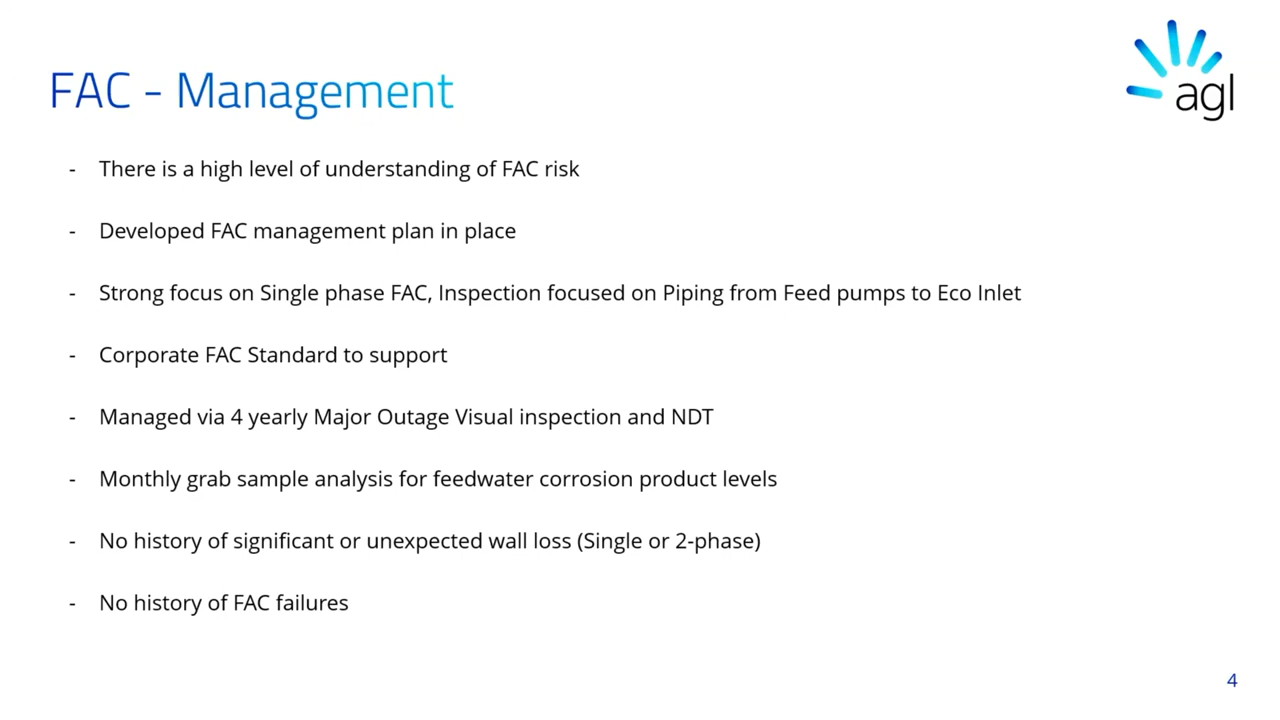 agl
FAC - Management
- There is a high level of understanding of FAC risk
- Developed FAC management plan in place
- Strong focus on Single phase FAC, Inspection focused on Piping from Feed pumps to Eco Inlet
- Corporate FAC Standard to support
- Managed via 4 yearly Major Outage Visual inspection and NDT
- Monthly grab sample analysis for feedwater corrosion product levels
- No history of significant or unexpected wall loss (Single or 2-phase)
- No history of FAC failures
4